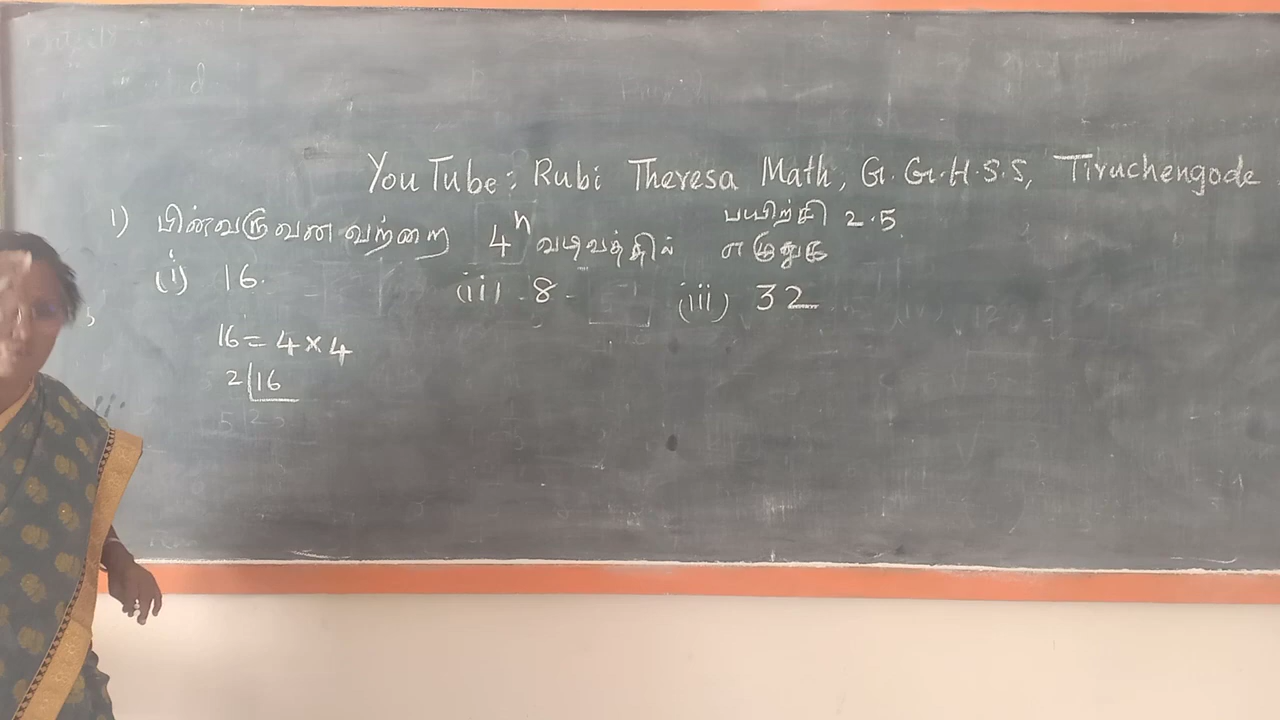 YouTube: Rubi Theresa Math, G.G.H.S.S, Tiruchengode
பயிற்சி 2.5
1) பின்வருவனவற்றை 4ⁿ வடிவத்தில் எழுதுக
(i) 16. (ii) 8 (iii) 32
16 = 4 × 4
2 | 16